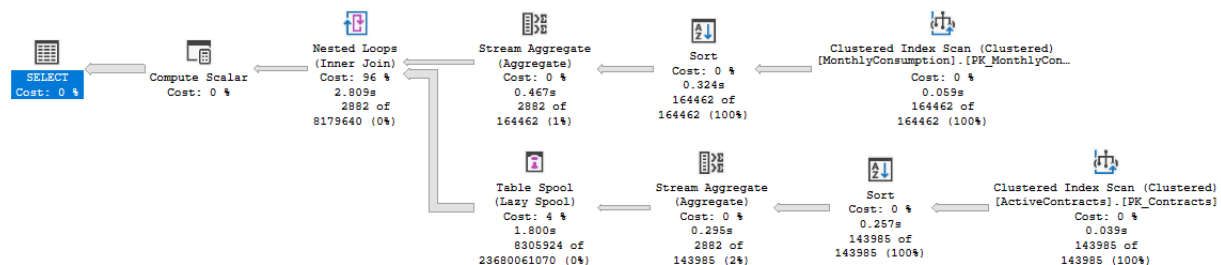 SELECT
Cost: 0 %
Compute Scalar
Cost: 0 %
Nested Loops
(Inner Join)
Cost: 96 %
2.809s
2882 of
8179640 (0%)
Stream Aggregate
(Aggregate)
Cost: 0 %
0.467s
2882 of
164462 (1%)
Sort
Cost: 0 %
0.324s
164462 of
164462 (100%)
Clustered Index Scan (Clustered)
[MonthlyConsumption].[PK_MonthlyCon…
Cost: 0 %
0.059s
164462 of
164462 (100%)
Table Spool
(Lazy Spool)
Cost: 4 %
1.800s
8305924 of
23680061070 (0%)
Stream Aggregate
(Aggregate)
Cost: 0 %
0.295s
2882 of
143985 (2%)
Sort
Cost: 0 %
0.257s
143985 of
143985 (100%)
Clustered Index Scan (Clustered)
[ActiveContracts].[PK_Contracts]
Cost: 0 %
0.039s
143985 of
143985 (100%)